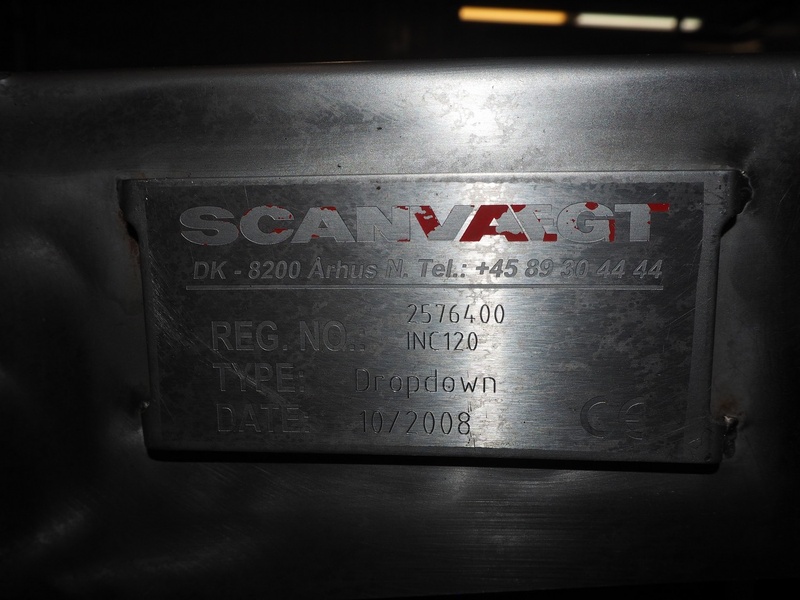 SCANVÆGT
DK - 8200 Århus N. Tel.: +45 89 30 44 44
2576400
REG. NO.: INC120
TYPE: Dropdown
DATE: 10/2008
CE